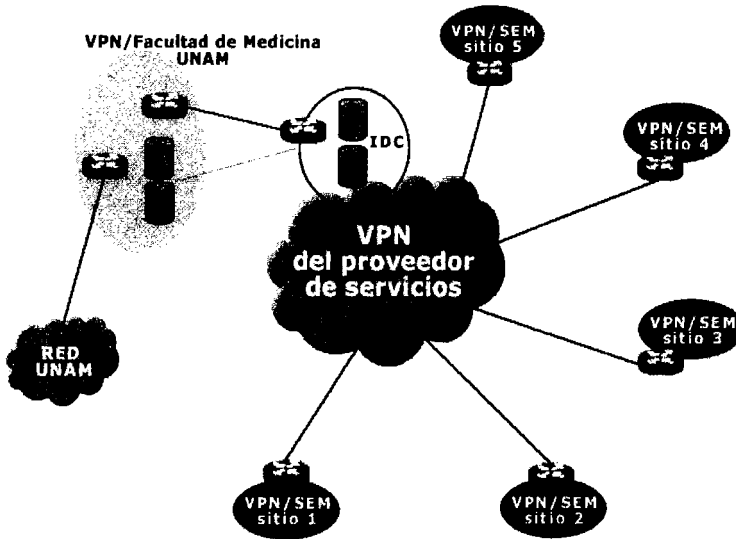 VPN/Facultad de Medicina
UNAM
VPN/SEM
sitio 5
IDC
VPN/SEM
sitio 4
VPN
del proveedor
de servicios
VPN/SEM
sitio 3
RED
UNAM
VPN/SEM
sitio 1
VPN/SEM
sitio 2